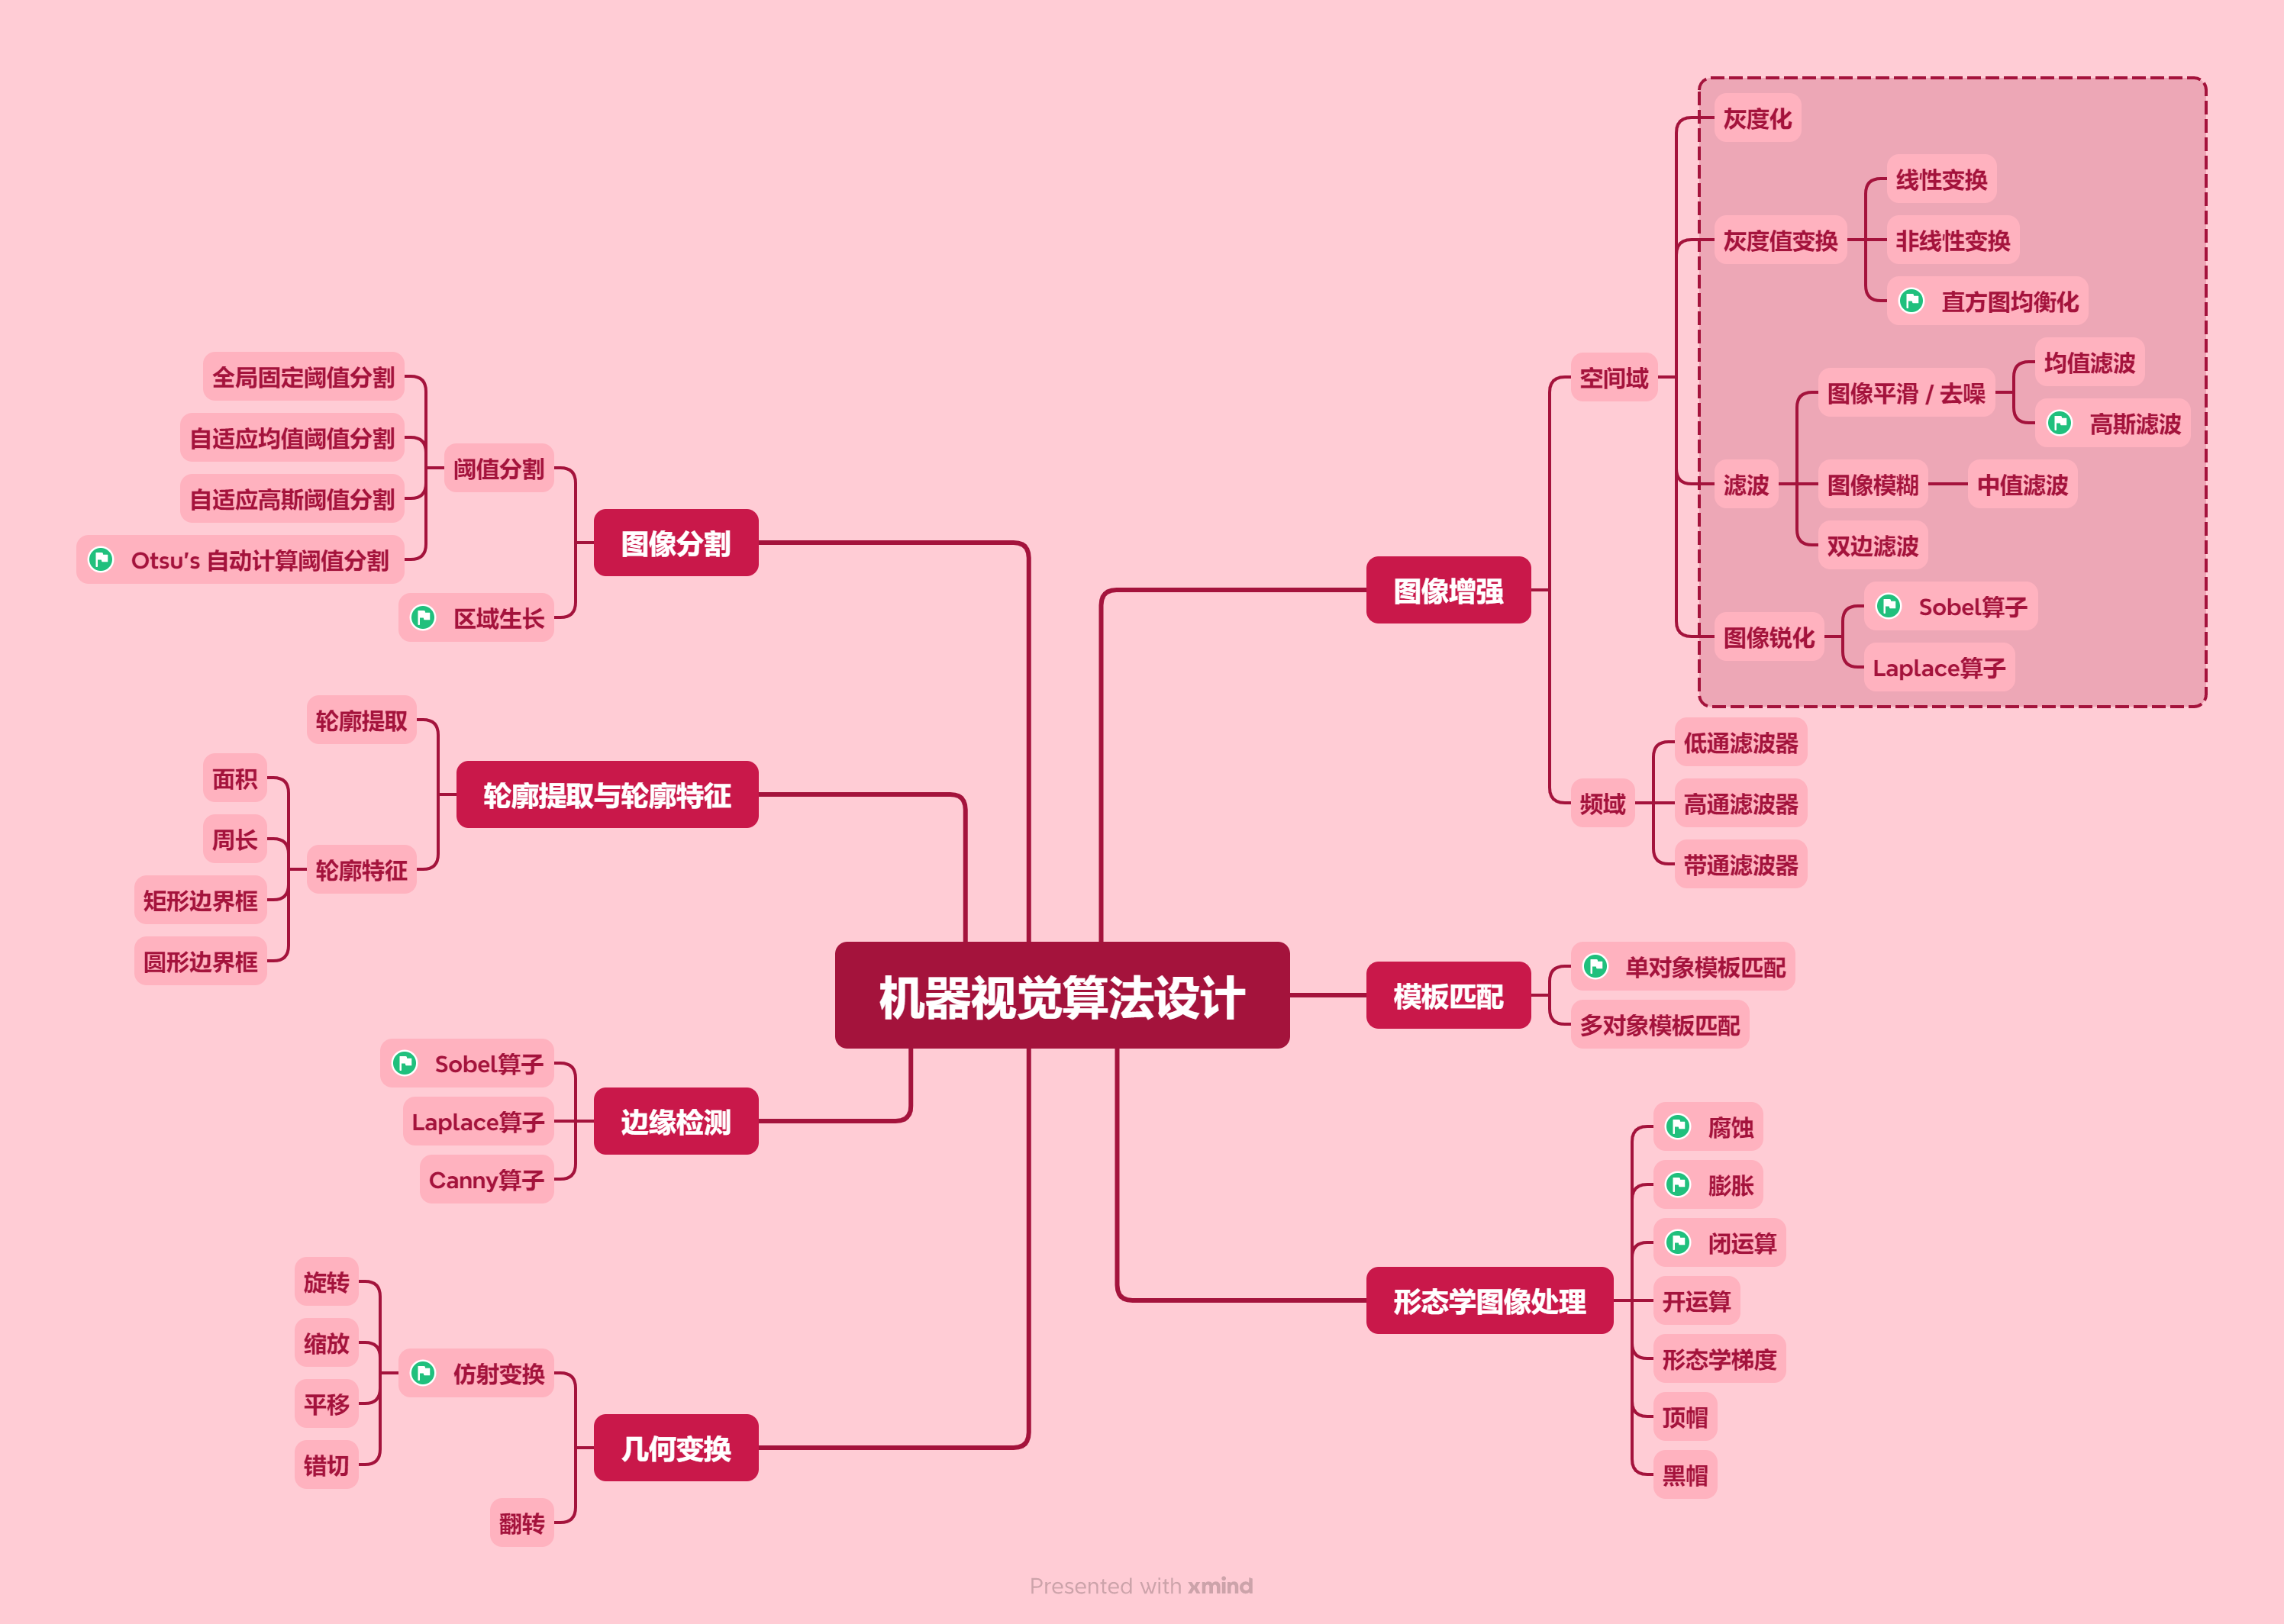 机器视觉算法设计
图像增强
空间域
灰度化
灰度值变换
线性变换
非线性变换
直方图均衡化
滤波
图像平滑 / 去噪
均值滤波
高斯滤波
图像模糊
中值滤波
双边滤波
图像锐化
Sobel算子
Laplace算子
频域
低通滤波器
高通滤波器
带通滤波器
模板匹配
单对象模板匹配
多对象模板匹配
形态学图像处理
腐蚀
膨胀
闭运算
开运算
形态学梯度
顶帽
黑帽
图像分割
阈值分割
全局固定阈值分割
自适应均值阈值分割
自适应高斯阈值分割
Otsu's 自动计算阈值分割
区域生长
轮廓提取与轮廓特征
轮廓提取
轮廓特征
面积
周长
矩形边界框
圆形边界框
边缘检测
Sobel算子
Laplace算子
Canny算子
几何变换
仿射变换
旋转
缩放
平移
错切
翻转
Presented with xmind